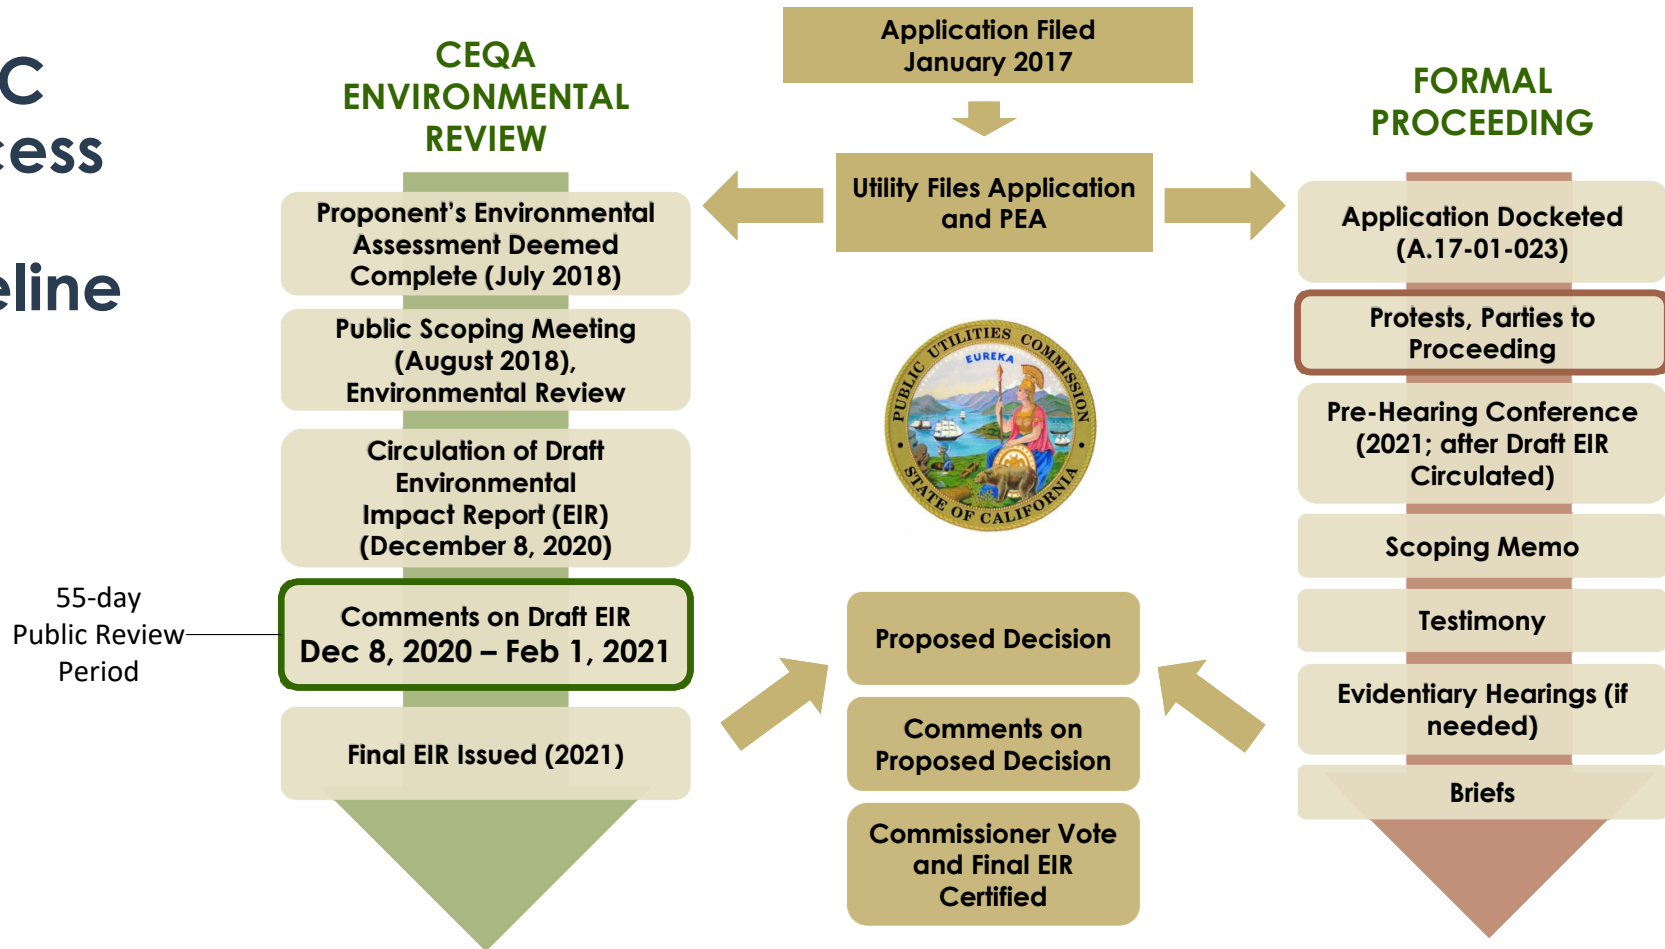 C
cess
eline
CEQA
ENVIRONMENTAL
REVIEW
Proponent's Environmental
Assessment Deemed
Complete (July 2018)
Public Scoping Meeting
(August 2018),
Environmental Review
Circulation of Draft
Environmental
Impact Report (EIR)
(December 8, 2020)
55-day
Public Review
Period
Comments on Draft EIR
Dec 8, 2020 – Feb 1, 2021
Final EIR Issued (2021)
Application Filed
January 2017
Utility Files Application
and PEA
PUBLIC UTILITIES COMMISSION
EUREKA
STATE OF CALIFORNIA
Proposed Decision
Comments on
Proposed Decision
Commissioner Vote
and Final EIR
Certified
FORMAL
PROCEEDING
Application Docketed
(A.17-01-023)
Protests, Parties to
Proceeding
Pre-Hearing Conference
(2021; after Draft EIR
Circulated)
Scoping Memo
Testimony
Evidentiary Hearings (if
needed)
Briefs